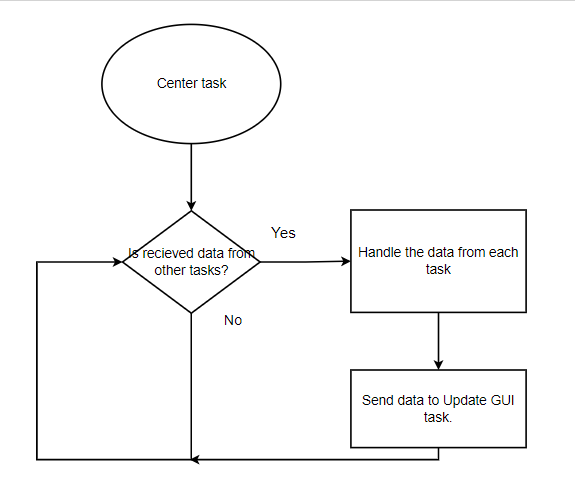 Center task
Is recieved data from
other tasks?
Yes
Handle the data from each
task
No
Send data to Update GUI
task.